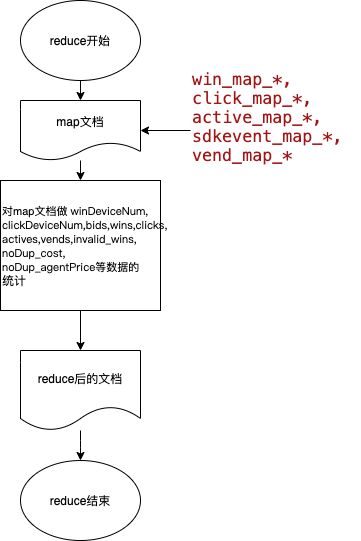 reduce开始
win_map_*,
click_map_*,
active_map_*,
sdkevent_map_*,
vend_map_*
map文档
对map文档做 winDeviceNum,
clickDeviceNum,bids,wins,clicks,
actives,vends,invalid_wins,
noDup_cost,
noDup_agentPrice等数据的
统计
reduce后的文档
reduce结束